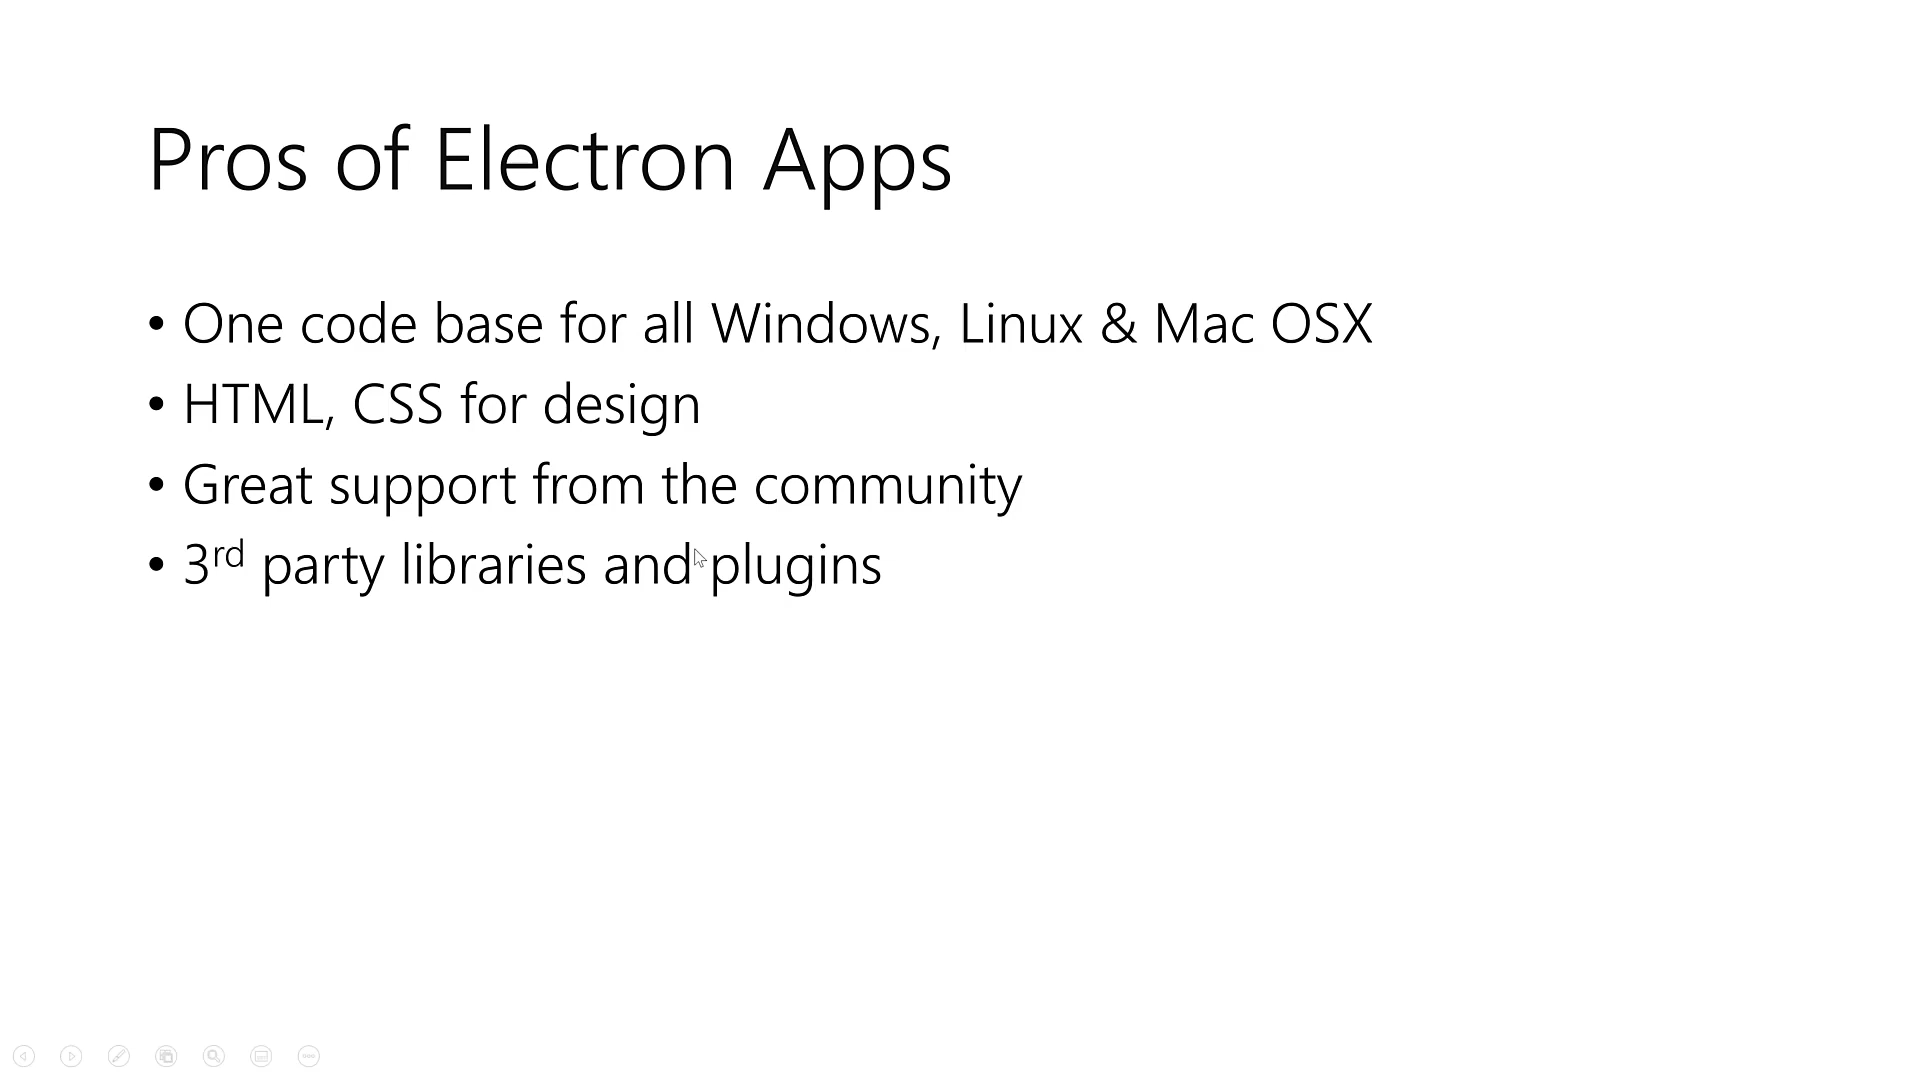 Pros of Electron Apps
• One code base for all Windows, Linux & Mac OSX
• HTML, CSS for design
• Great support from the community
• 3rd party libraries and plugins